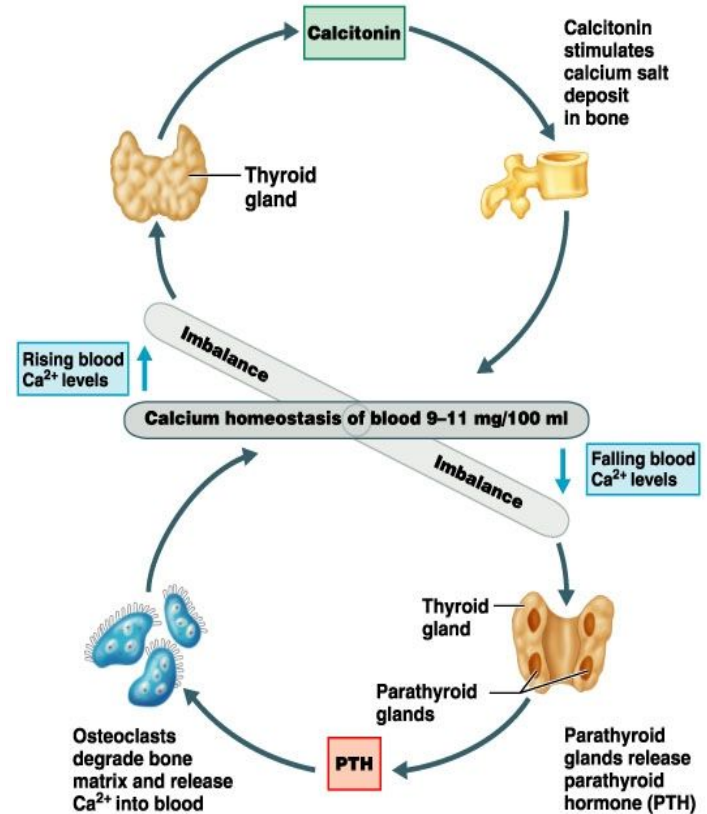 Calcitonin
Calcitonin
stimulates
calcium salt
deposit
in bone
Thyroid
gland
Imbalance
Rising blood
Ca²⁺ levels
Calcium homeostasis of blood 9–11 mg/100 ml
Imbalance
Falling blood
Ca²⁺ levels
Thyroid
gland
Parathyroid
glands
Osteoclasts
degrade bone
matrix and release
Ca²⁺ into blood
PTH
Parathyroid
glands release
parathyroid
hormone (PTH)